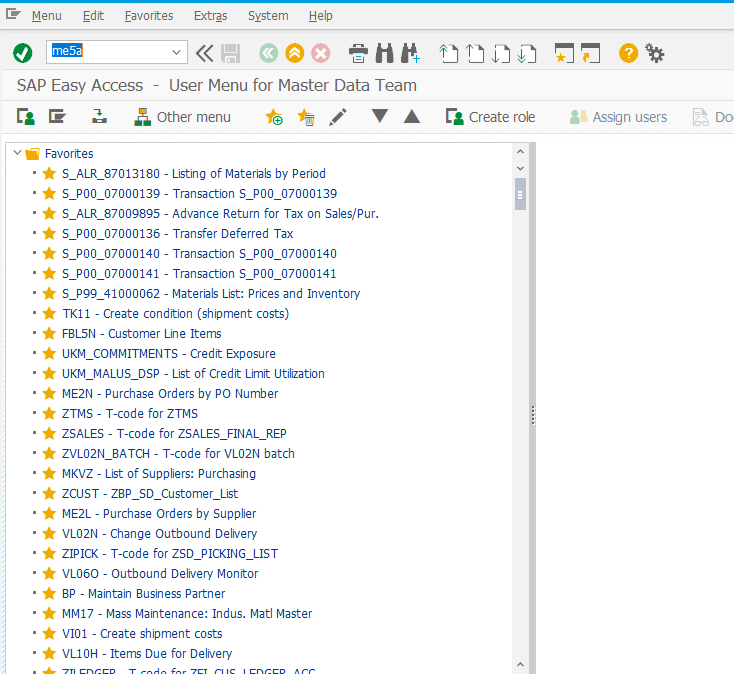 Menu Edit Favorites Extras System Help
me5a
SAP Easy Access - User Menu for Master Data Team
Other menu Create role Assign users Do
Favorites
S_ALR_87013180 - Listing of Materials by Period
S_P00_07000139 - Transaction S_P00_07000139
S_ALR_87009895 - Advance Return for Tax on Sales/Pur.
S_P00_07000136 - Transfer Deferred Tax
S_P00_07000140 - Transaction S_P00_07000140
S_P00_07000141 - Transaction S_P00_07000141
S_P99_41000062 - Materials List: Prices and Inventory
TK11 - Create condition (shipment costs)
FBL5N - Customer Line Items
UKM_COMMITMENTS - Credit Exposure
UKM_MALUS_DSP - List of Credit Limit Utilization
ME2N - Purchase Orders by PO Number
ZTMS - T-code for ZTMS
ZSALES - T-code for ZSALES_FINAL_REP
ZVL02N_BATCH - T-code for VL02N batch
MKVZ - List of Suppliers: Purchasing
ZCUST - ZBP_SD_Customer_List
ME2L - Purchase Orders by Supplier
VL02N - Change Outbound Delivery
ZIPICK - T-code for ZSD_PICKING_LIST
VL06O - Outbound Delivery Monitor
BP - Maintain Business Partner
MM17 - Mass Maintenance: Indus. Matl Master
VI01 - Create shipment costs
VL10H - Items Due for Delivery
ZILEDGER - T-code for ZFI_CUS_LEDGER_ACC